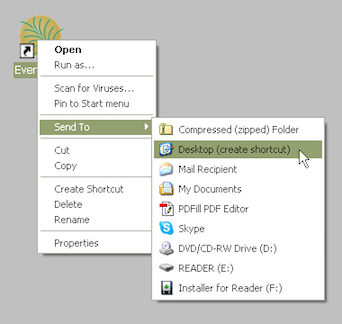 Even
Open
Run as...
Scan for Viruses...
Pin to Start menu
Send To
Cut
Copy
Create Shortcut
Delete
Rename
Properties
Compressed (zipped) Folder
Desktop (create shortcut)
Mail Recipient
My Documents
PDFill PDF Editor
Skype
DVD/CD-RW Drive (D:)
READER (E:)
Installer for Reader (F:)